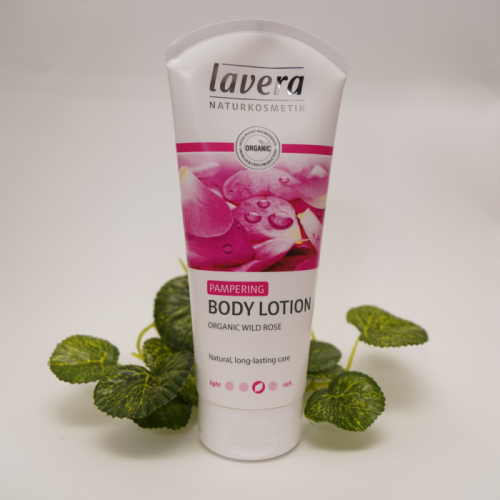 lavera
NATURKOSMETIK
ORGANIC
PAMPERING
BODY LOTION
ORGANIC WILD ROSE
Natural, long-lasting care
light rich